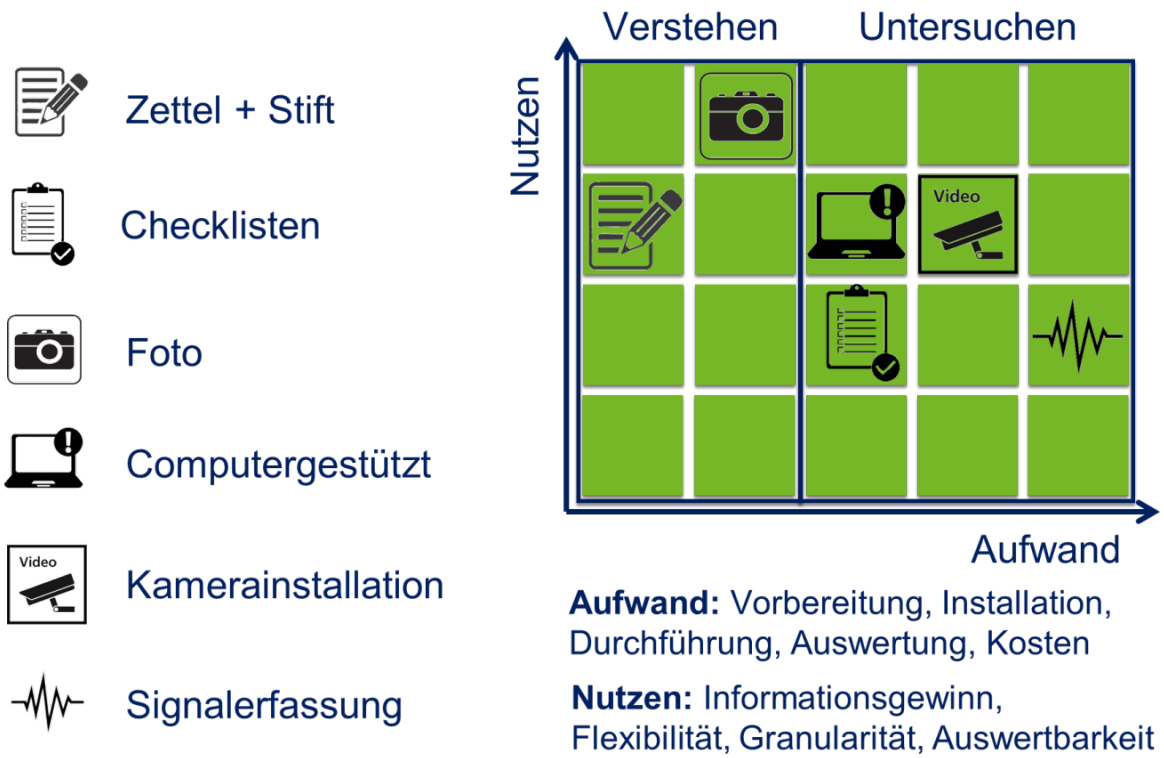 Verstehen
Untersuchen
Zettel + Stift
Checklisten
Foto
Computergestützt
Video
Kamerainstallation
Signalerfassung
Nutzen
Video
Aufwand
Aufwand: Vorbereitung, Installation,
Durchführung, Auswertung, Kosten
Nutzen: Informationsgewinn,
Flexibilität, Granularität, Auswertbarkeit